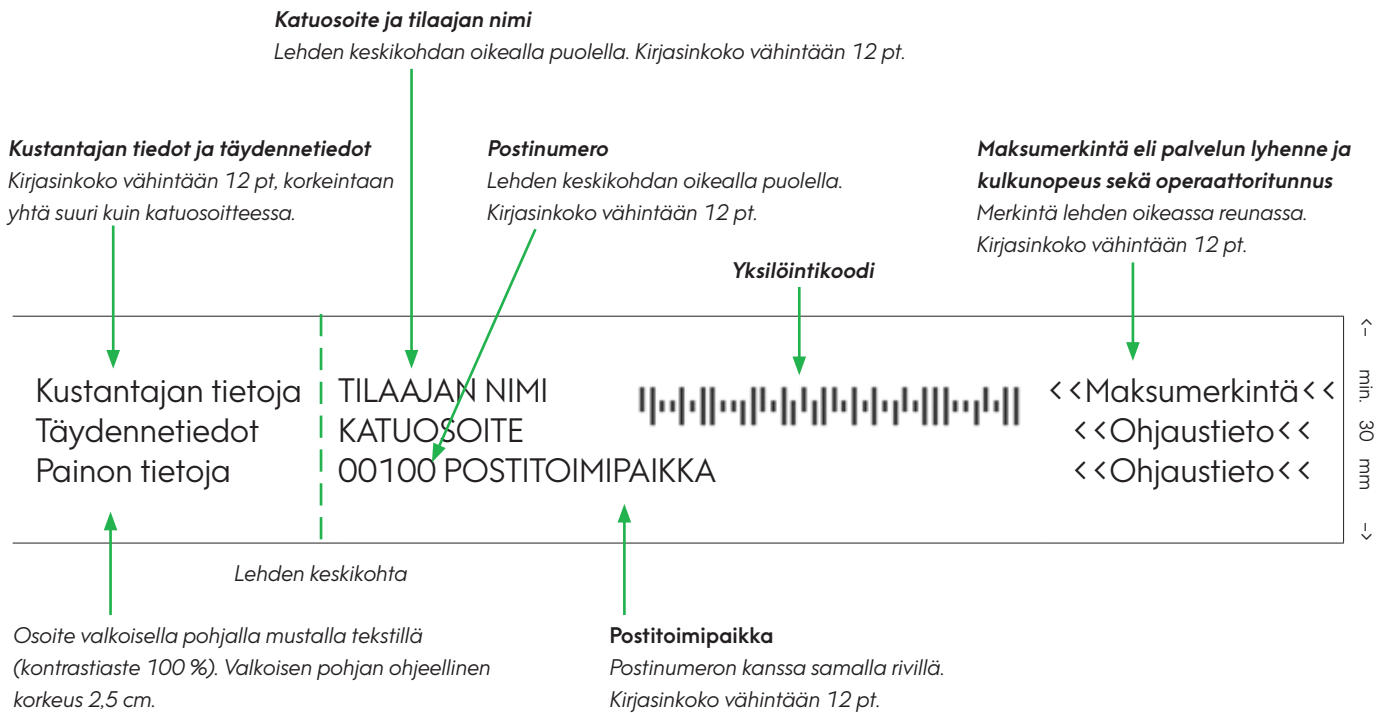 Katuosoite ja tilaajan nimi
Lehden keskikohdan oikealla puolella. Kirjasinkoko vähintään 12 pt.
Kustantajan tiedot ja täydennetiedot
Kirjasinkoko vähintään 12 pt, korkeintaan
yhtä suuri kuin katuosoitteessa.
Postinumero
Lehden keskikohdan oikealla puolella.
Kirjasinkoko vähintään 12 pt.
Maksumerkintä eli palvelun lyhenne ja
kulkunopeus sekä operaattoritunnus
Merkintä lehden oikeassa reunassa.
Kirjasinkoko vähintään 12 pt.
Yksilöintikoodi
Kustantajan tietoja
Täydennetiedot
Painon tietoja
TILAAJAN NIMI
KATUOSOITE
00100 POSTITOIMIPAIKKA
<<Maksumerkintä<<
<<Ohjaustieto<<
<<Ohjaustieto<<
<- min. 30 mm ->
Lehden keskikohta
Osoite valkoisella pohjalla mustalla tekstillä
(kontrastiaste 100 %). Valkoisen pohjan ohjeellinen
korkeus 2,5 cm.
Postitoimipaikka
Postinumeron kanssa samalla rivillä.
Kirjasinkoko vähintään 12 pt.